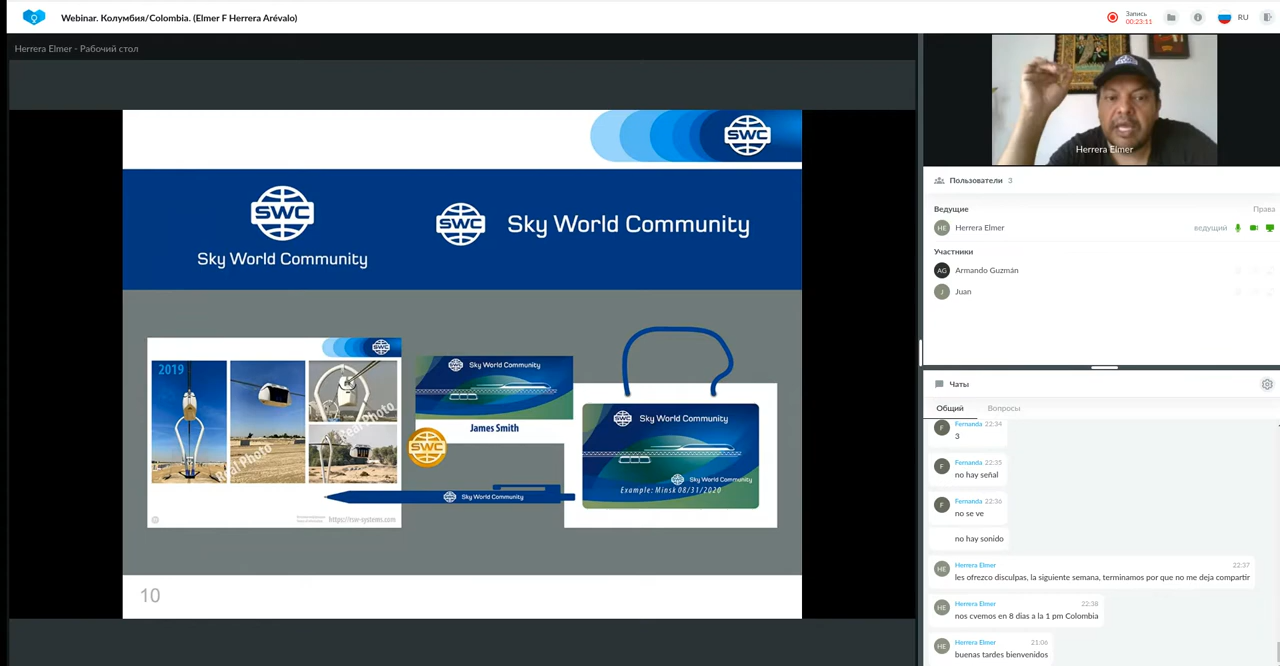 Webinar. Колумбия/Colombia. (Elmer F Herrera Arévalo)
Запись
00:23:11
RU
Herrera Elmer - Рабочий стол
SWC
SWC
Sky World Community
SWC
Sky World Community
SWC
2019
Real Photo
Real Photo
https://rsw-systems.com
Sky World Community
James Smith
SWC
Sky World Community
Sky World Community
Sky World Community
Example: Minsk 08/31/2020
10
Herrera Elmer
Пользователи 3
Ведущие Права
HE Herrera Elmer ведущий
Участники
AG Armando Guzmán
J Juan
Чаты
Общий Вопросы
F Fernanda 22:34
3
F Fernanda 22:35
no hay señal
F Fernanda 22:36
no se ve
no hay sonido
HE Herrera Elmer 22:37
les ofrezco disculpas, la siguiente semana, terminamos por que no me deja compartir
HE Herrera Elmer 22:38
nos cvemos en 8 dias a la 1 pm Colombia
HE Herrera Elmer 21:06
buenas tardes bienvenidos